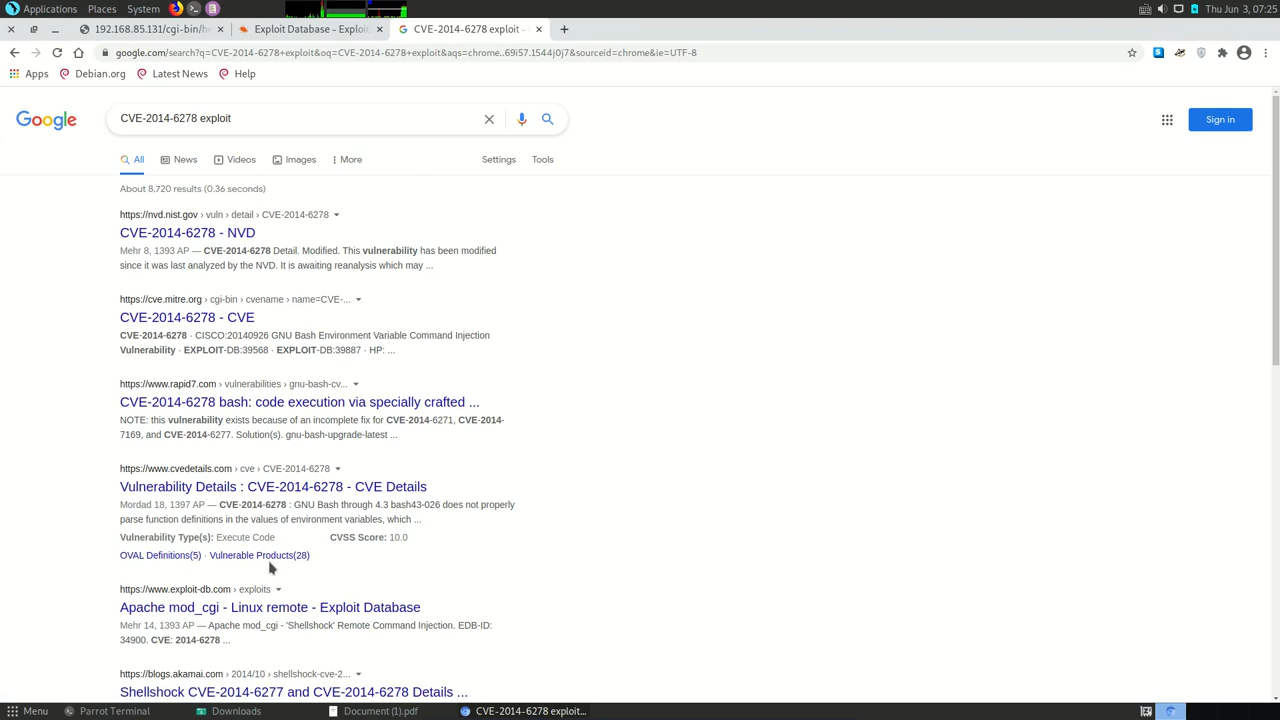 Applications Places System Thu Jun 3, 07:25
192.168.85.131/cgi-bin/h Exploit Database - Exploit CVE-2014-6278 exploit -
google.com/search?q=CVE-2014-6278+exploit&oq=CVE-2014-6278+exploit&aqs=chrome..69i57.1544j0j7&sourceid=chrome&ie=UTF-8
Apps Debian.org Latest News Help
Google CVE-2014-6278 exploit Sign in
All News Videos Images More Settings Tools
About 8,720 results (0.36 seconds)
https://nvd.nist.gov › vuln › detail › CVE-2014-6278
CVE-2014-6278 - NVD
Mehr 8, 1393 AP — CVE-2014-6278 Detail. Modified. This vulnerability has been modified
since it was last analyzed by the NVD. It is awaiting reanalysis which may ...
https://cve.mitre.org › cgi-bin › cvename › name=CVE-...
CVE-2014-6278 - CVE
CVE-2014-6278 · CISCO:20140926 GNU Bash Environment Variable Command Injection
Vulnerability · EXPLOIT-DB:39568 · EXPLOIT-DB:39887 · HP: ...
https://www.rapid7.com › vulnerabilities › gnu-bash-cv...
CVE-2014-6278 bash: code execution via specially crafted ...
NOTE: this vulnerability exists because of an incomplete fix for CVE-2014-6271, CVE-2014-
7169, and CVE-2014-6277. Solution(s). gnu-bash-upgrade-latest ...
https://www.cvedetails.com › cve › CVE-2014-6278
Vulnerability Details : CVE-2014-6278 - CVE Details
Mordad 18, 1397 AP — CVE-2014-6278 : GNU Bash through 4.3 bash43-026 does not properly
parse function definitions in the values of environment variables, which ...
Vulnerability Type(s): Execute Code CVSS Score: 10.0
OVAL Definitions(5) · Vulnerable Products(28)
https://www.exploit-db.com › exploits
Apache mod_cgi - Linux remote - Exploit Database
Mehr 14, 1393 AP — Apache mod_cgi - 'Shellshock' Remote Command Injection. EDB-ID:
34900. CVE: 2014-6278 ...
https://blogs.akamai.com › 2014/10 › shellshock-cve-2...
Shellshock CVE-2014-6277 and CVE-2014-6278 Details ...
Menu Parrot Terminal Downloads Document (1).pdf CVE-2014-6278 exploit...